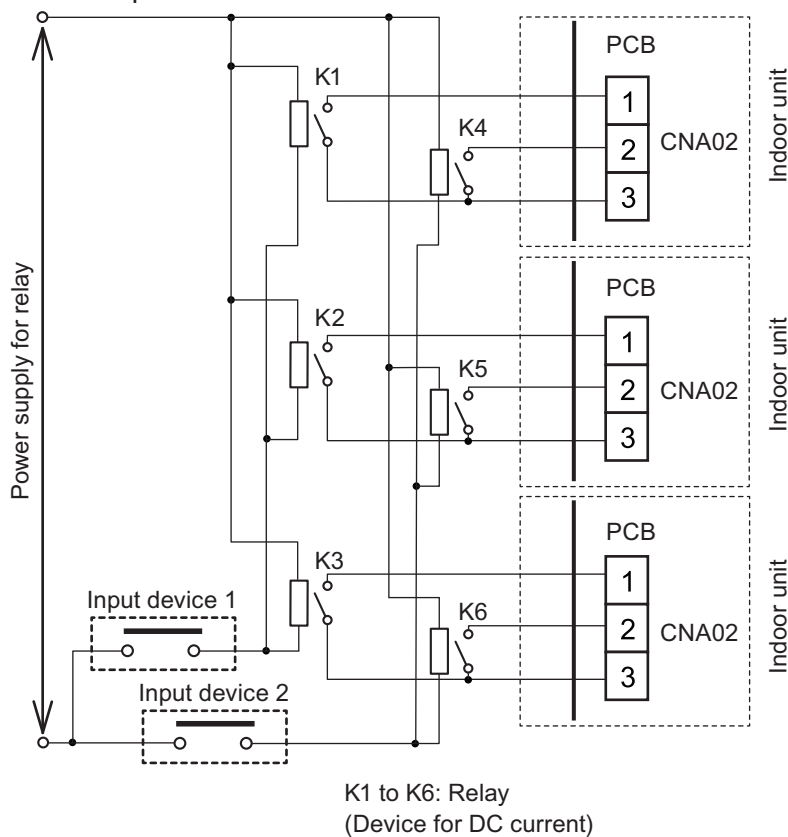 PCB
K1
1
K4
2
CNA02
3
Indoor unit
Power supply for relay
PCB
K2
1
K5
2
CNA02
3
Indoor unit
PCB
K3
1
Input device 1
K6
2
CNA02
3
Indoor unit
Input device 2
K1 to K6: Relay
(Device for DC current)